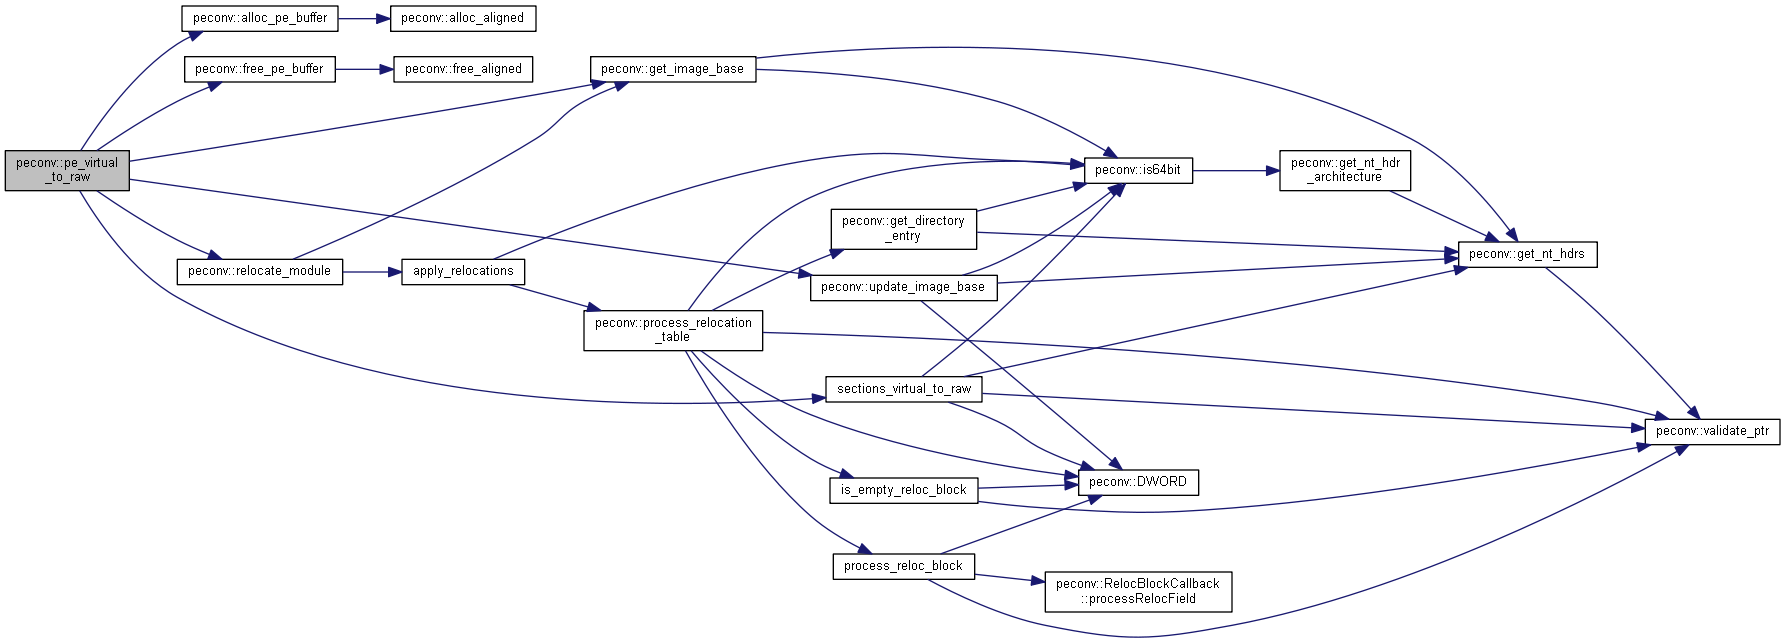 peconv::alloc_pe_buffer
peconv::alloc_aligned
peconv::free_pe_buffer
peconv::free_aligned
peconv::get_image_base
peconv::pe_virtual
_to_raw
peconv::is64bit
peconv::get_nt_hdr
_architecture
peconv::get_directory
_entry
peconv::get_nt_hdrs
peconv::relocate_module
apply_relocations
peconv::update_image_base
peconv::process_relocation
_table
sections_virtual_to_raw
peconv::validate_ptr
is_empty_reloc_block
peconv::DWORD
process_reloc_block
peconv::RelocBlockCallback
::processRelocField